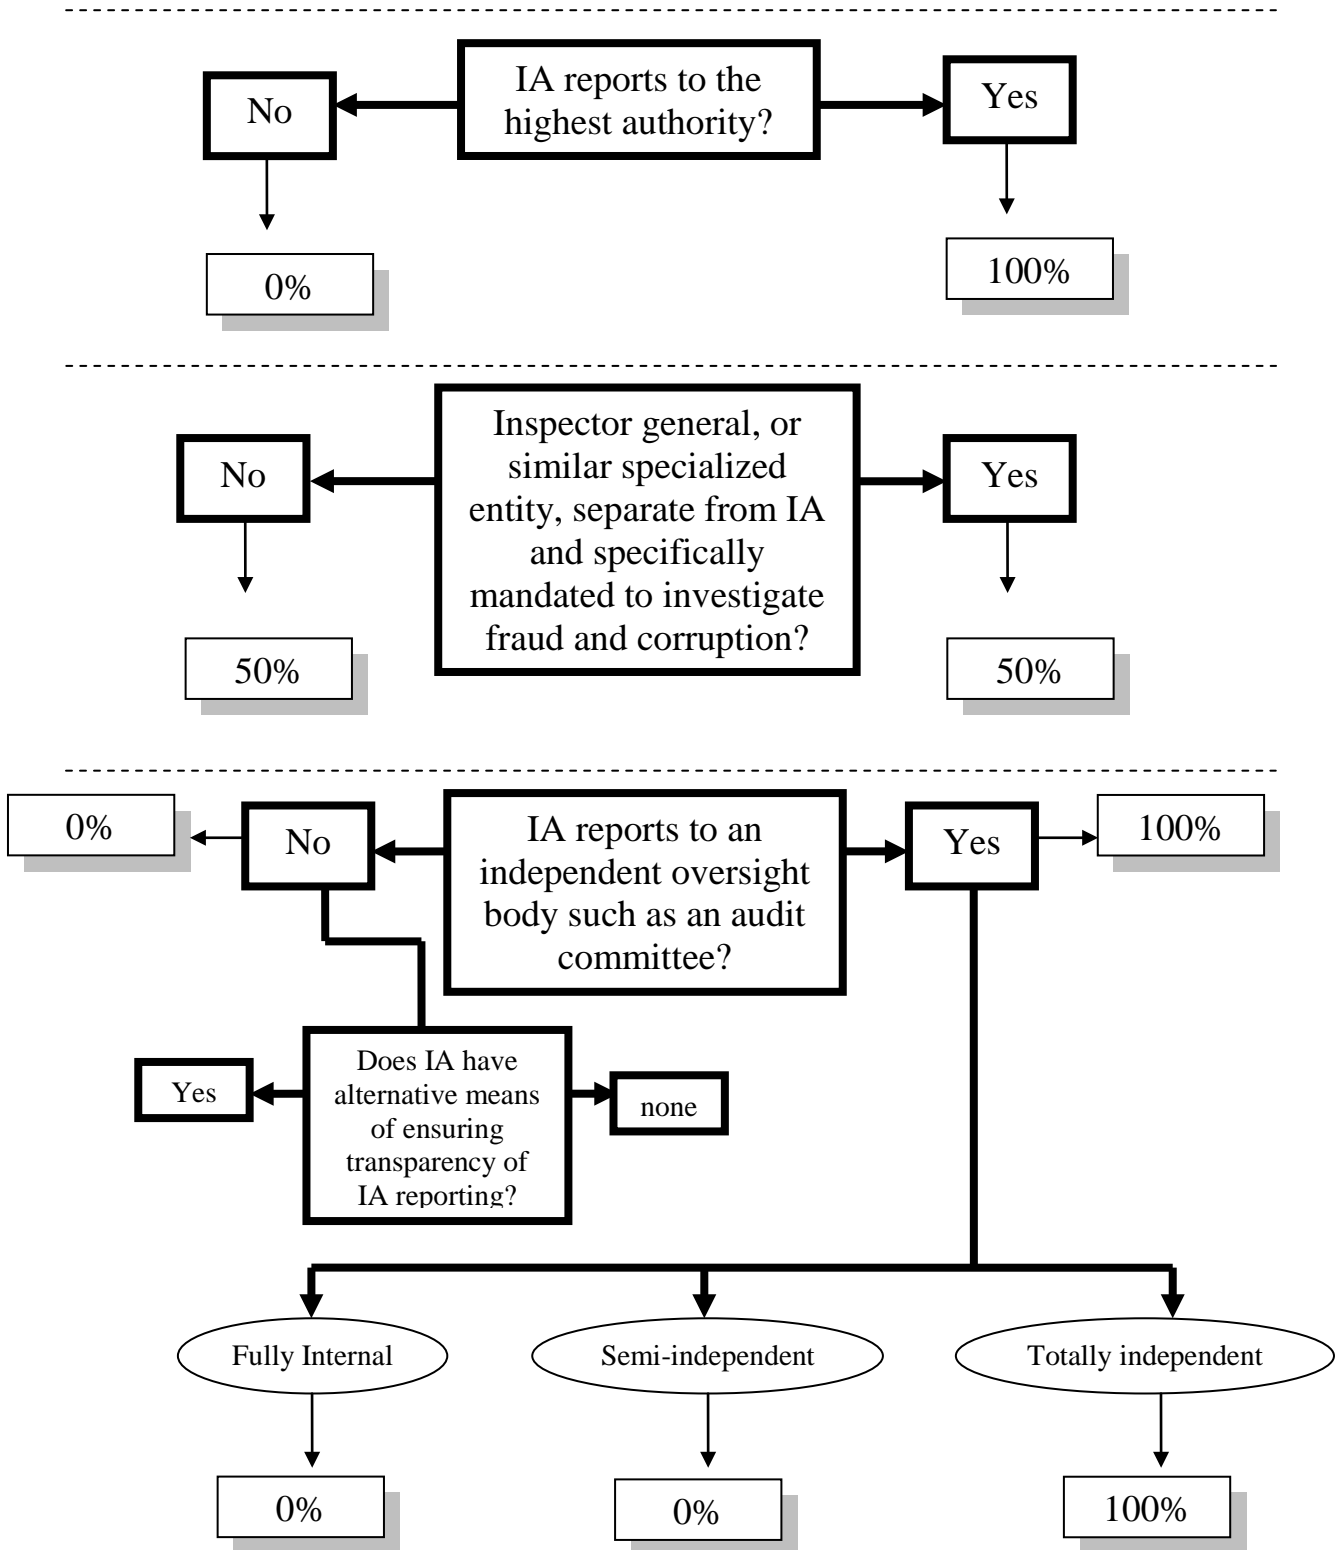 IA reports to the
highest authority?
No
Yes
0%
100%
Inspector general, or
similar specialized
entity, separate from IA
and specifically
mandated to investigate
fraud and corruption?
No
Yes
50%
50%
IA reports to an
independent oversight
body such as an audit
committee?
0%
No
Yes
100%
Does IA have
alternative means
of ensuring
transparency of
IA reporting?
Yes
none
Fully Internal
Semi-independent
Totally independent
0%
0%
100%